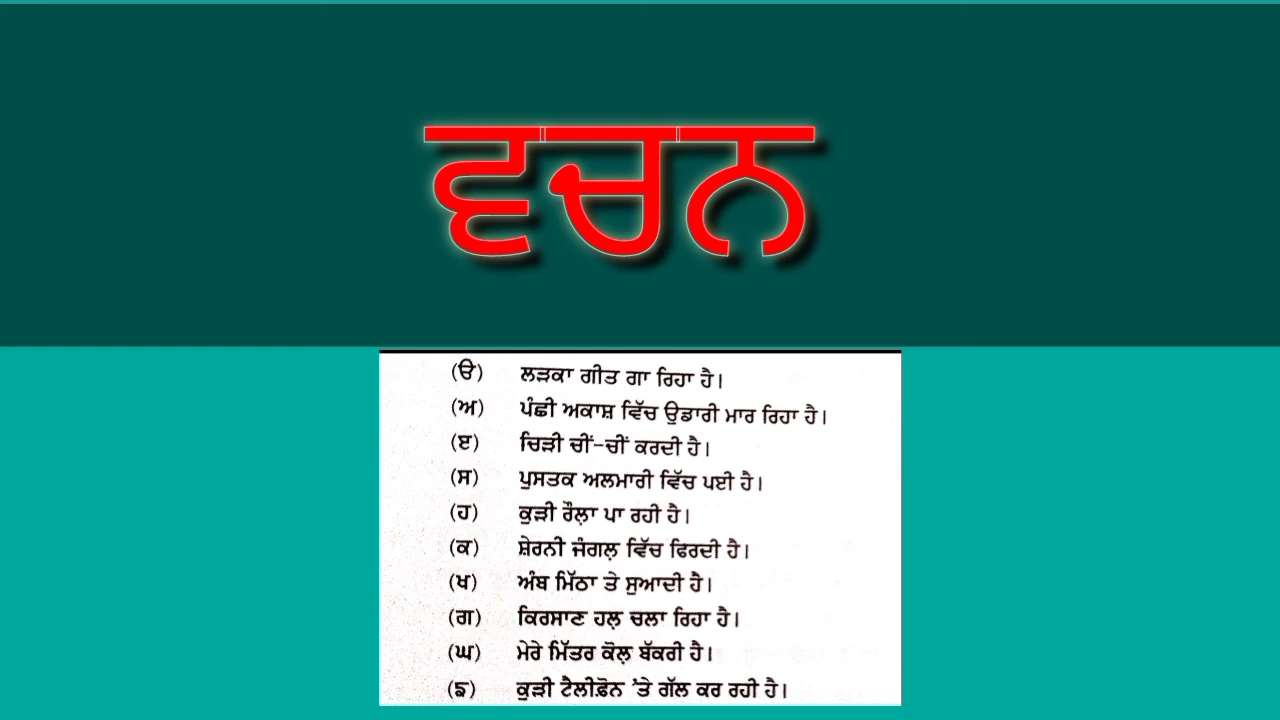 ਵਚਨ
(ੳ) ਲੜਕਾ ਗੀਤ ਗਾ ਰਿਹਾ ਹੈ।
(ਅ) ਪੰਛੀ ਅਕਾਸ਼ ਵਿੱਚ ਉਡਾਰੀ ਮਾਰ ਰਿਹਾ ਹੈ।
(ੲ) ਚਿੜੀ ਚੀਂ-ਚੀਂ ਕਰਦੀ ਹੈ।
(ਸ) ਪੁਸਤਕ ਅਲਮਾਰੀ ਵਿੱਚ ਪਈ ਹੈ।
(ਹ) ਕੁੜੀ ਰੌਲ਼ਾ ਪਾ ਰਹੀ ਹੈ।
(ਕ) ਸ਼ੇਰਨੀ ਜੰਗਲ਼ ਵਿੱਚ ਫਿਰਦੀ ਹੈ।
(ਖ) ਅੰਬ ਮਿੱਠਾ ਤੇ ਸੁਆਦੀ ਹੈ।
(ਗ) ਕਿਰਸਾਣ ਹਲ਼ ਚਲਾ ਰਿਹਾ ਹੈ।
(ਘ) ਮੇਰੇ ਮਿੱਤਰ ਕੋਲ਼ ਬੱਕਰੀ ਹੈ।
(ਙ) ਕੁੜੀ ਟੈਲੀਫ਼ੋਨ ’ਤੇ ਗੱਲ ਕਰ ਰਹੀ ਹੈ।